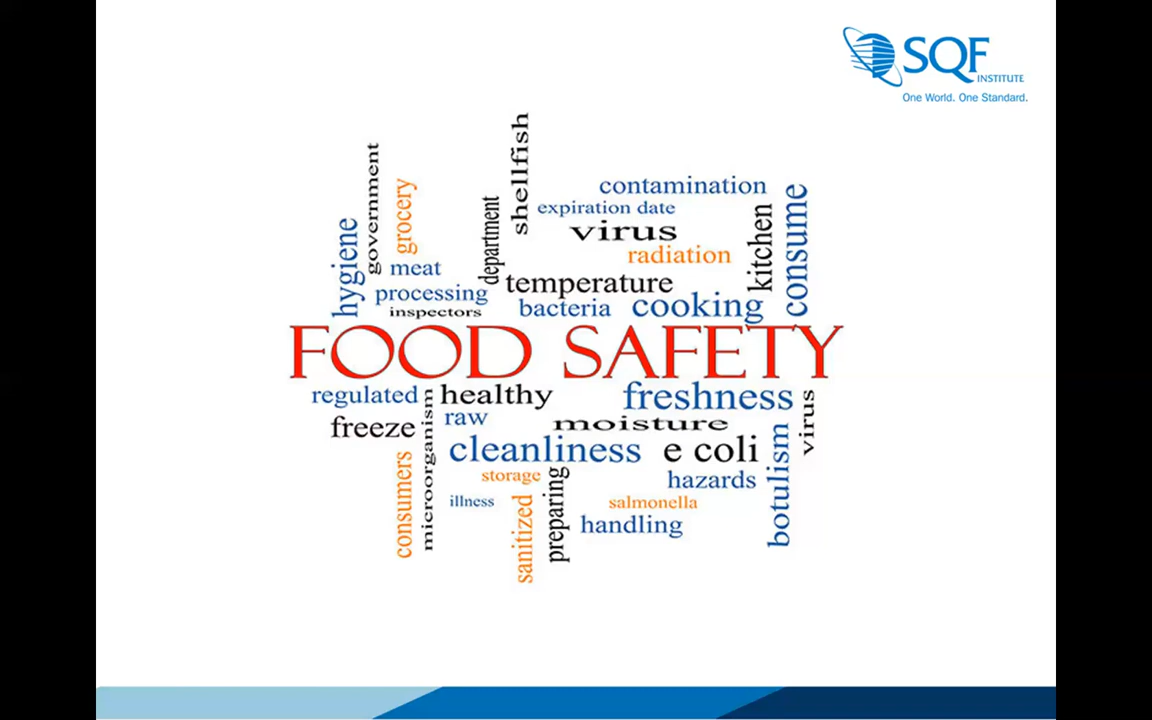 SQF
INSTITUTE
One World. One Standard.
shellfish
government
grocery
contamination
consume
department
expiration date
kitchen
hygiene
virus
radiation
meat
temperature
processing
bacteria
cooking
inspectors
FOOD SAFETY
regulated
healthy
freshness
virus
microorganism
raw
moisture
freeze
botulism
cleanliness
e coli
consumers
storage
preparing
hazards
illness
sanitized
salmonella
handling